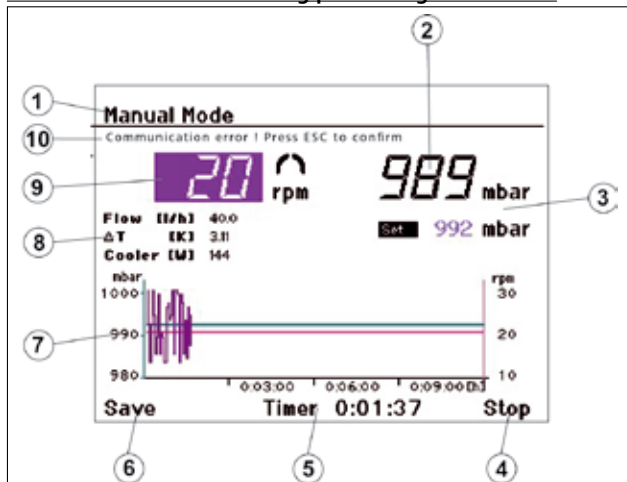 2
1
Manual Mode
10
Communication error ! Press ESC to confirm
9
20 rpm
989 mbar
3
Set 992 mbar
8
Flow [l/h] 40.0
ΔT [K] 3.11
Cooler [W] 144
mbar
rpm
1000
30
7
990
20
980
10
0:03:00 0:06:00 0:09:00 [h]
Save Timer 0:01:37 Stop
6 5 4